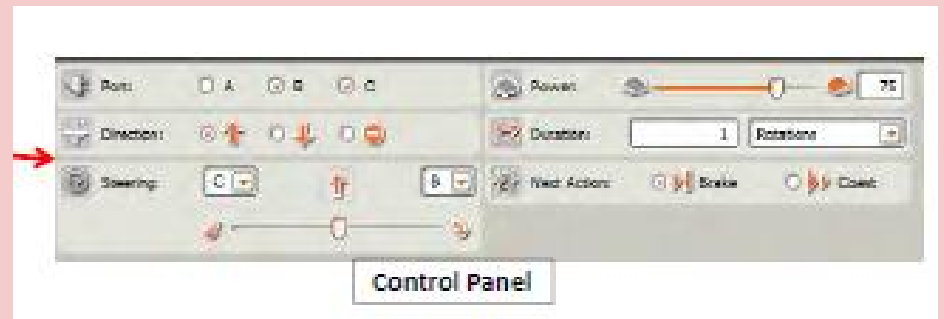 Port: A B C
Power: 75
Direction:
Duration: 1 Rotations
Steering: C B
Next Action: Brake Coast
Control Panel